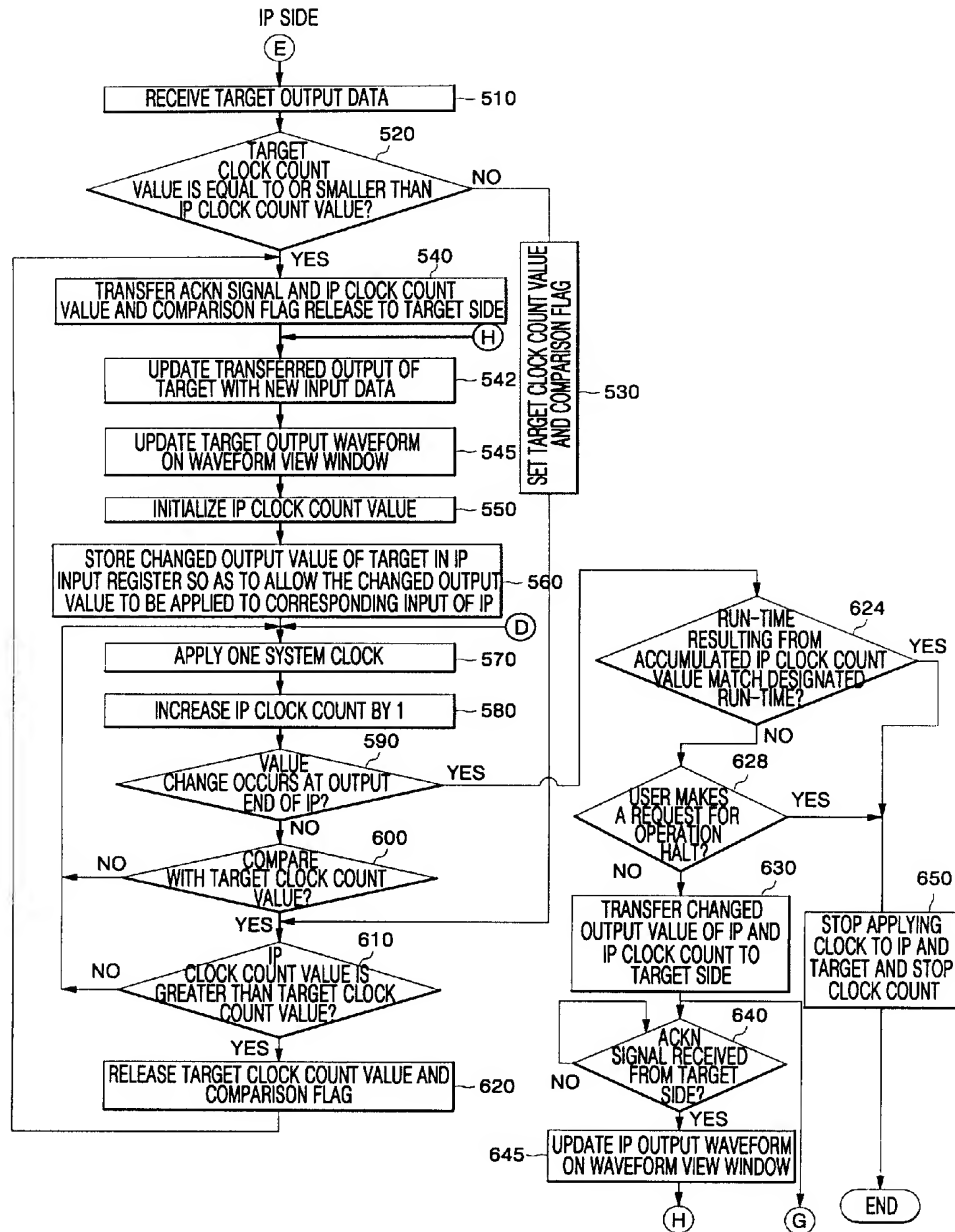 IP SIDE
E
RECEIVE TARGET OUTPUT DATA
510
520
TARGET
CLOCK COUNT
VALUE IS EQUAL TO OR SMALLER THAN
IP CLOCK COUNT VALUE?
NO
YES
SET TARGET CLOCK COUNT VALUE
AND COMPARISON FLAG
530
540
TRANSFER ACKN SIGNAL AND IP CLOCK COUNT
VALUE AND COMPARISON FLAG RELEASE TO TARGET SIDE
H
UPDATE TRANSFERRED OUTPUT OF
TARGET WITH NEW INPUT DATA
542
UPDATE TARGET OUTPUT WAVEFORM
ON WAVEFORM VIEW WINDOW
545
INITIALIZE IP CLOCK COUNT VALUE
550
STORE CHANGED OUTPUT VALUE OF TARGET IN IP
INPUT REGISTER SO AS TO ALLOW THE CHANGED OUTPUT
VALUE TO BE APPLIED TO CORRESPONDING INPUT OF IP
560
D
APPLY ONE SYSTEM CLOCK
570
INCREASE IP CLOCK COUNT BY 1
580
590
VALUE
CHANGE OCCURS AT OUTPUT
END OF IP?
YES
NO
600
COMPARE
WITH TARGET CLOCK COUNT
VALUE?
NO
YES
610
IP
CLOCK COUNT VALUE IS
GREATER THAN TARGET CLOCK
COUNT VALUE?
NO
YES
RELEASE TARGET CLOCK COUNT VALUE AND
COMPARISON FLAG
620
624
RUN-TIME
RESULTING FROM
ACCUMULATED IP CLOCK COUNT
VALUE MATCH DESIGNATED
RUN-TIME?
YES
NO
628
USER MAKES
A REQUEST FOR
OPERATION
HALT?
YES
NO
630
TRANSFER CHANGED
OUTPUT VALUE OF IP AND
IP CLOCK COUNT TO
TARGET SIDE
650
STOP APPLYING
CLOCK TO IP AND
TARGET AND STOP
CLOCK COUNT
640
ACKN
SIGNAL RECEIVED
FROM TARGET
SIDE?
NO
YES
645
UPDATE IP OUTPUT WAVEFORM
ON WAVEFORM VIEW WINDOW
H
G
END